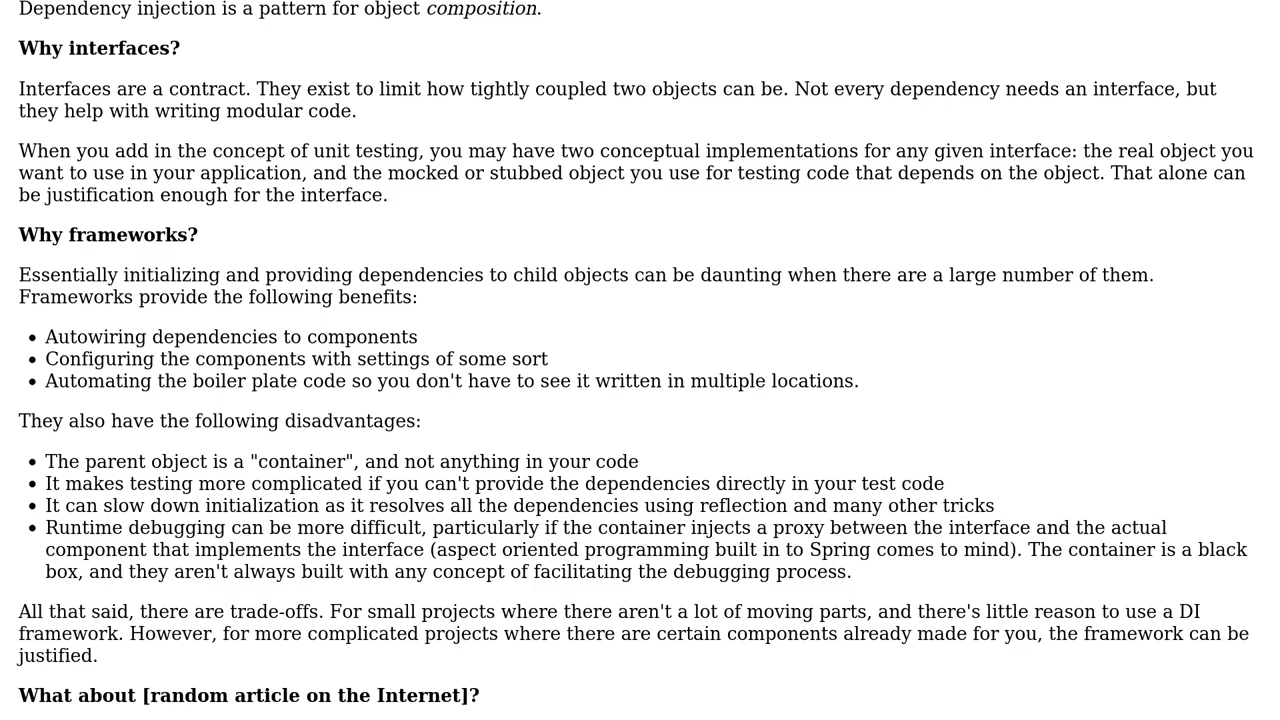 Dependency injection is a pattern for object composition.
Why interfaces?
Interfaces are a contract. They exist to limit how tightly coupled two objects can be. Not every dependency needs an interface, but
they help with writing modular code.
When you add in the concept of unit testing, you may have two conceptual implementations for any given interface: the real object you
want to use in your application, and the mocked or stubbed object you use for testing code that depends on the object. That alone can
be justification enough for the interface.
Why frameworks?
Essentially initializing and providing dependencies to child objects can be daunting when there are a large number of them.
Frameworks provide the following benefits:
• Autowiring dependencies to components
• Configuring the components with settings of some sort
• Automating the boiler plate code so you don't have to see it written in multiple locations.
They also have the following disadvantages:
• The parent object is a "container", and not anything in your code
• It makes testing more complicated if you can't provide the dependencies directly in your test code
• It can slow down initialization as it resolves all the dependencies using reflection and many other tricks
• Runtime debugging can be more difficult, particularly if the container injects a proxy between the interface and the actual
component that implements the interface (aspect oriented programming built in to Spring comes to mind). The container is a black
box, and they aren't always built with any concept of facilitating the debugging process.
All that said, there are trade-offs. For small projects where there aren't a lot of moving parts, and there's little reason to use a DI
framework. However, for more complicated projects where there are certain components already made for you, the framework can be
justified.
What about [random article on the Internet]?